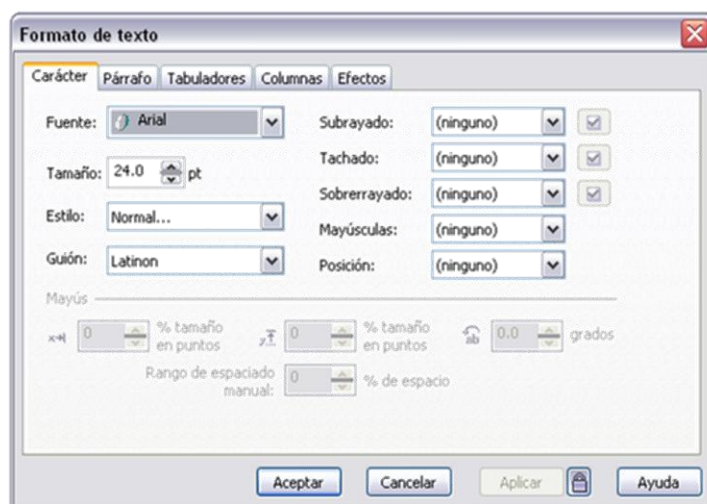 Formato de texto
Carácter Párrafo Tabuladores Columnas Efectos
Fuente: Arial Subrayado: (ninguno)
Tamaño: 24.0 pt Tachado: (ninguno)
Sobrerrayado: (ninguno)
Estilo: Normal... Mayúsculas: (ninguno)
Guión: Latinon Posición: (ninguno)
Mayús
x 0 % tamaño en puntos y 0 % tamaño en puntos ab 0.0 grados
Rango de espaciado manual: 0 % de espacio
Aceptar Cancelar Aplicar Ayuda